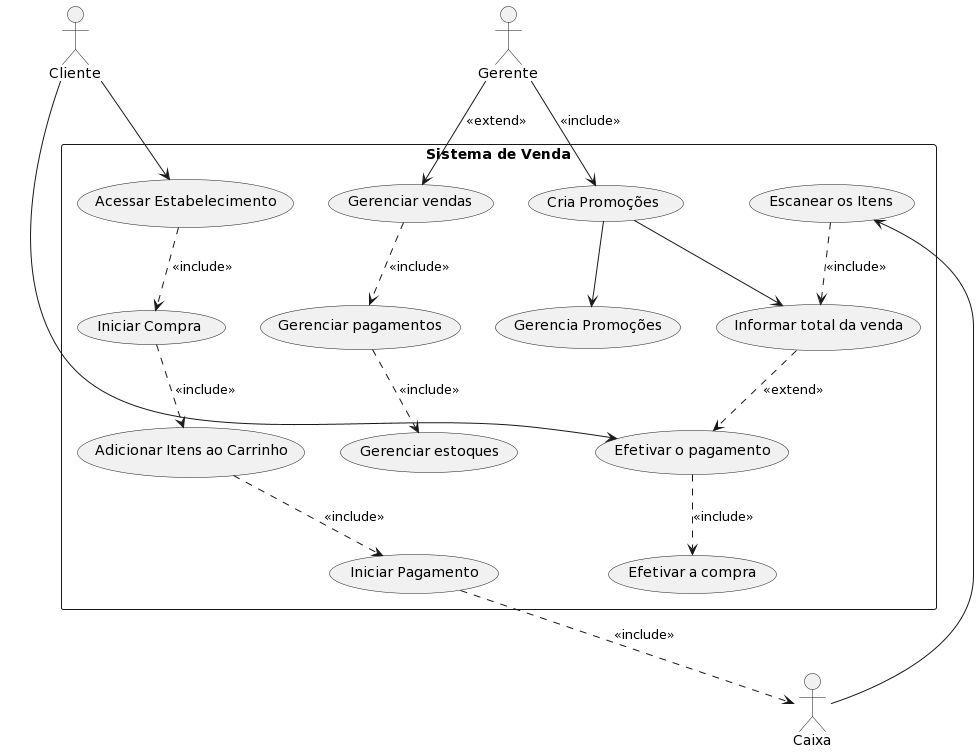 Cliente
Gerente
«extend»
«include»
Sistema de Venda
Acessar Estabelecimento
Gerenciar vendas
Cria Promoções
Escanear os Itens
«include»
«include»
«include»
Iniciar Compra
Gerenciar pagamentos
Gerencia Promoções
Informar total da venda
«include»
«include»
«extend»
Adicionar Itens ao Carrinho
Gerenciar estoques
Efetivar o pagamento
«include»
«include»
Iniciar Pagamento
Efetivar a compra
«include»
Caixa